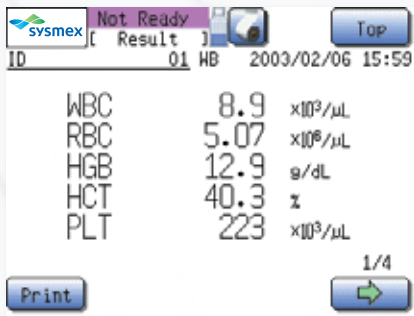 sysmex
Not Ready
[ Result ]
Top
ID 01 WB 2003/02/06 15:59
WBC 8.9 x10³/µL
RBC 5.07 x10⁶/µL
HGB 12.9 g/dL
HCT 40.3 %
PLT 223 x10³/µL
1/4
Print